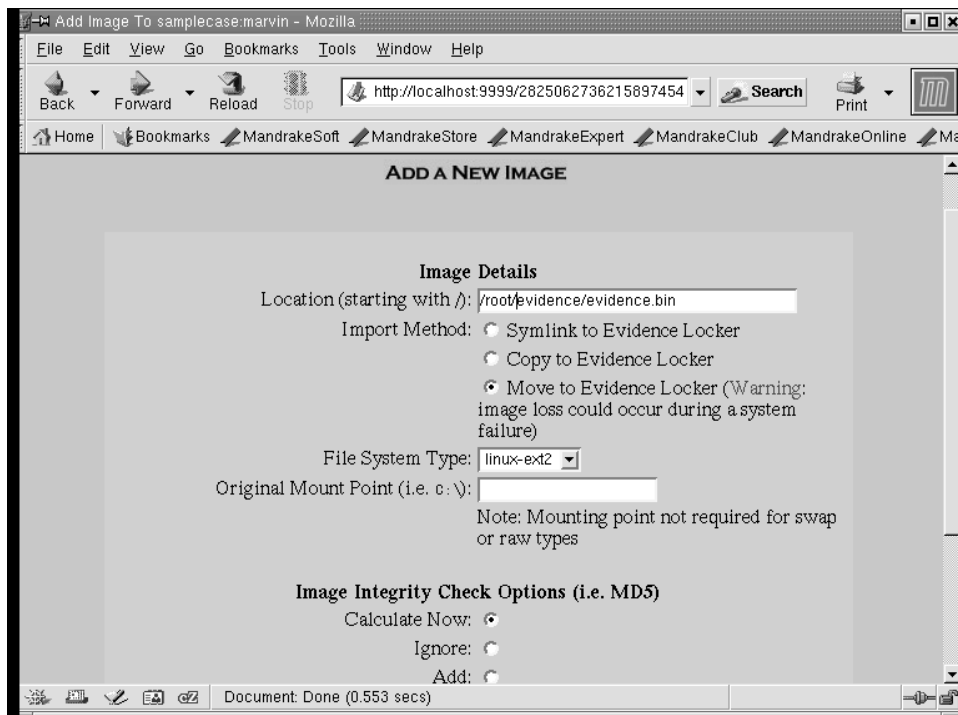 Add Image To samplecase:marvin - Mozilla
File Edit View Go Bookmarks Tools Window Help
Back Forward Reload Stop http://localhost:9999/2825062736215897454 Search Print
Home Bookmarks MandrakeSoft MandrakeStore MandrakeExpert MandrakeClub MandrakeOnline Ma
ADD A NEW IMAGE
Image Details
Location (starting with /): /root/evidence/evidence.bin
Import Method: Symlink to Evidence Locker
Copy to Evidence Locker
Move to Evidence Locker (Warning:
image loss could occur during a system
failure)
File System Type: linux-ext2
Original Mount Point (i.e. c:\):
Note: Mounting point not required for swap
or raw types
Image Integrity Check Options (i.e. MD5)
Calculate Now:
Ignore:
Add:
Document: Done (0.553 secs)